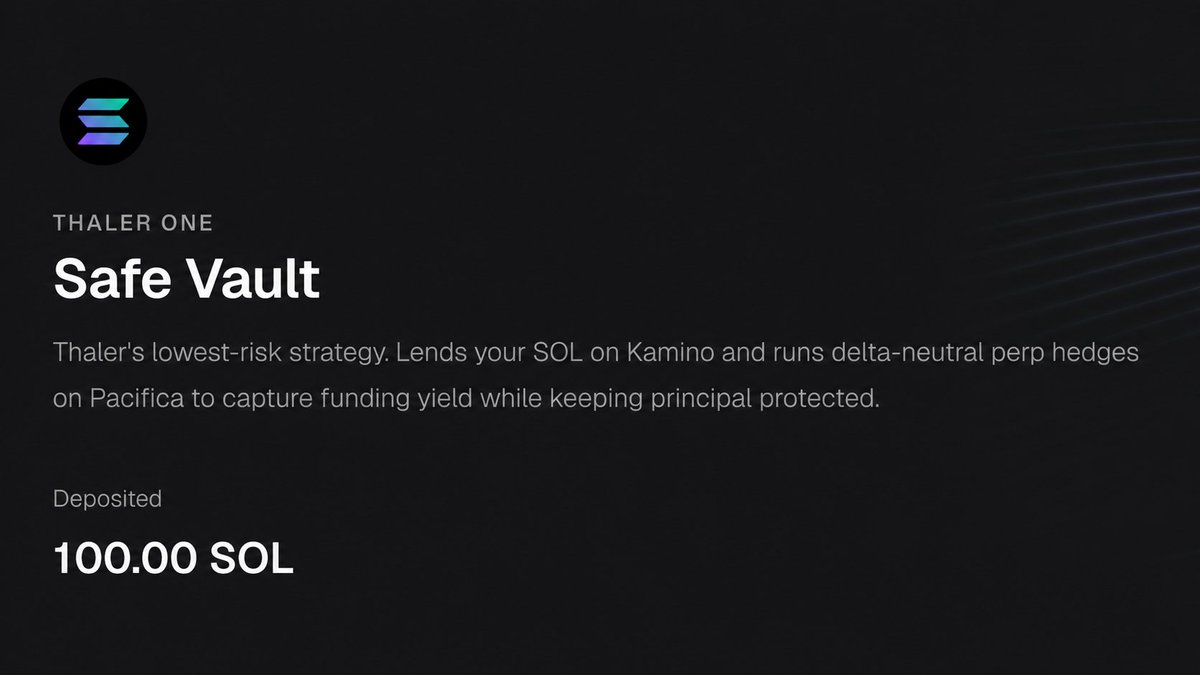 THALER ONE
Safe Vault
Thaler's lowest-risk strategy. Lends your SOL on Kamino and runs delta-neutral perp hedges
on Pacifica to capture funding yield while keeping principal protected.
Deposited
100.00 SOL